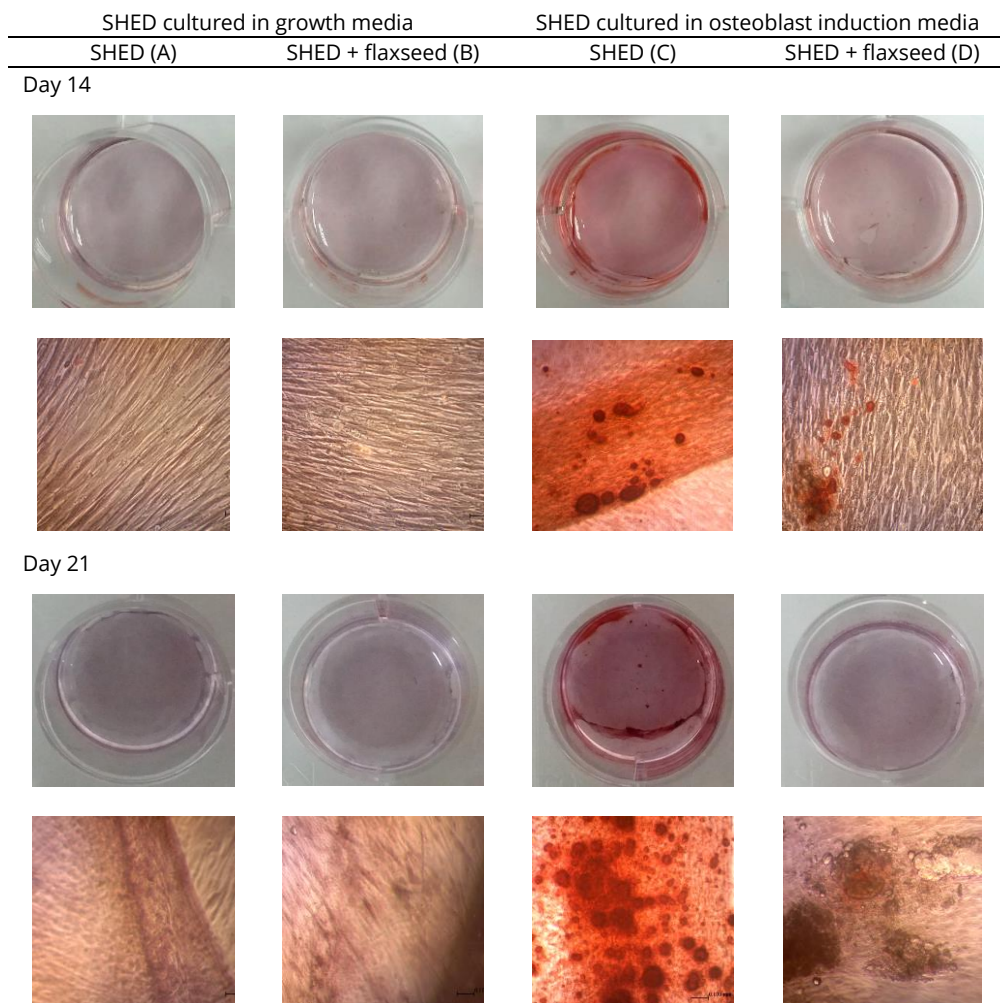 SHED cultured in growth media SHED cultured in osteoblast induction media
SHED (A) SHED + flaxseed (B) SHED (C) SHED + flaxseed (D)
Day 14
Day 21